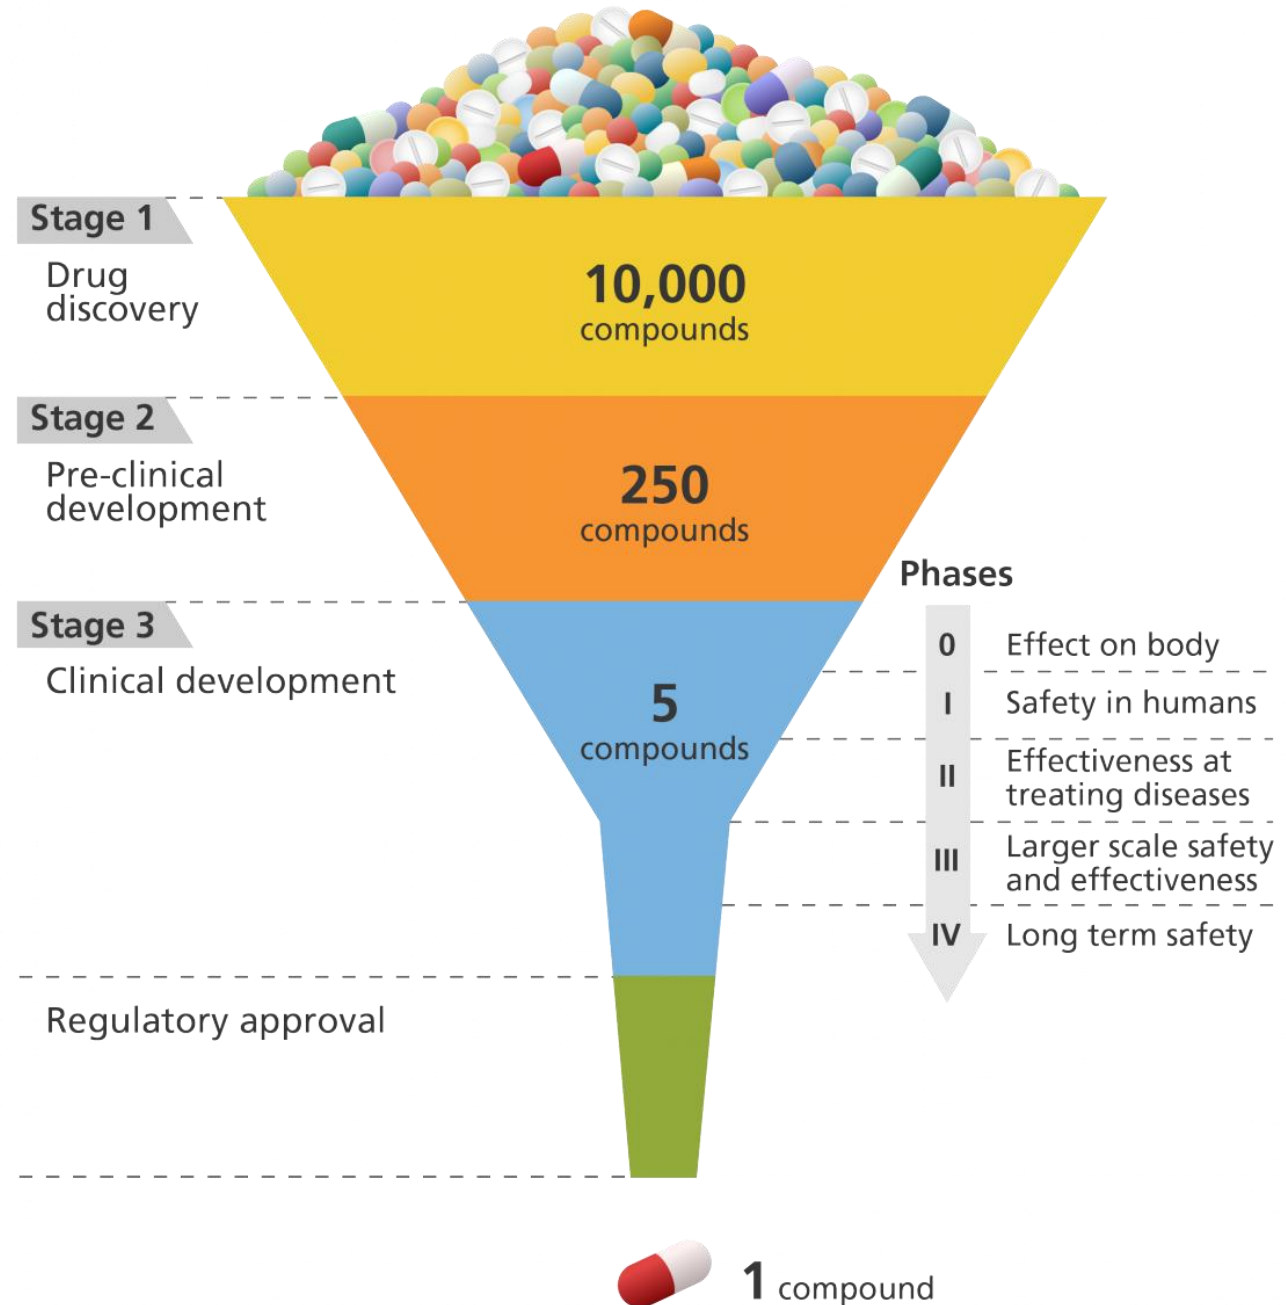 Stage 1
Drug
discovery
10,000
compounds
Stage 2
Pre-clinical
development
250
compounds
Stage 3
Clinical development
5
compounds
Phases
0 Effect on body
I Safety in humans
II Effectiveness at
treating diseases
III Larger scale safety
and effectiveness
IV Long term safety
Regulatory approval
1 compound